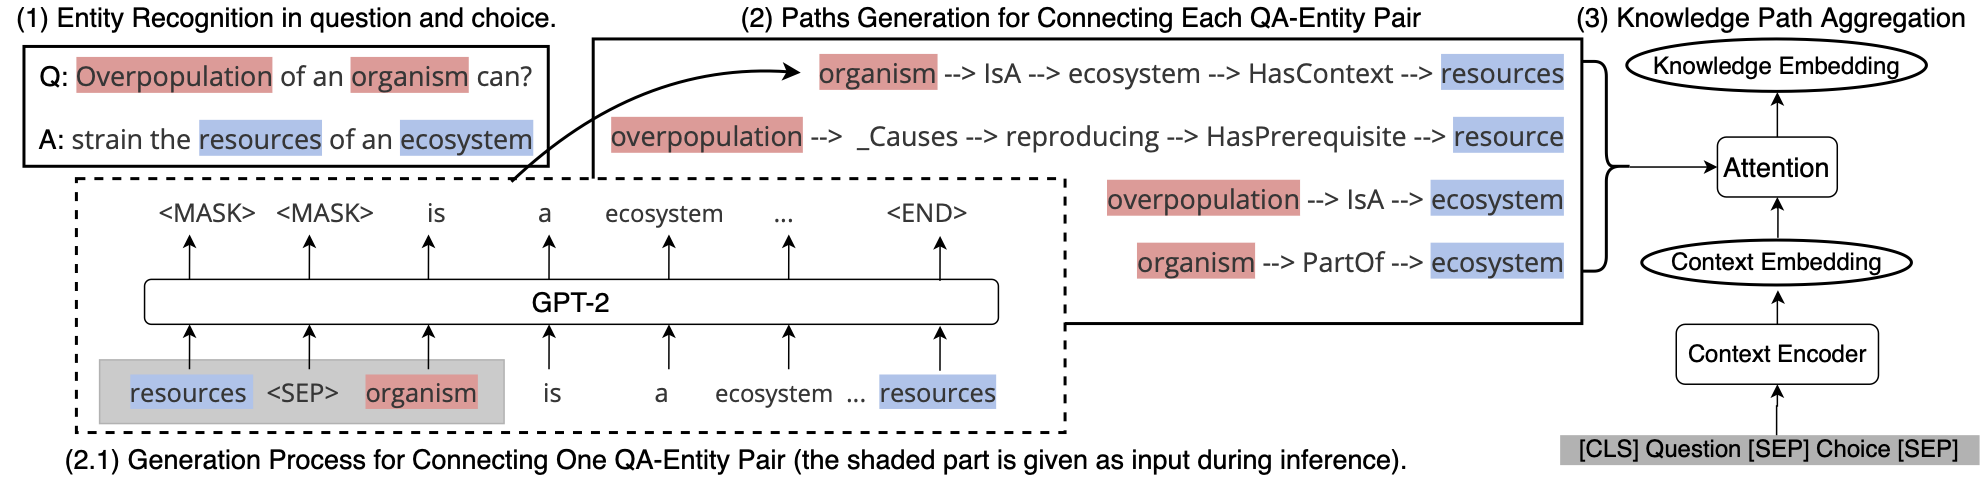 (1) Entity Recognition in question and choice.
Q: Overpopulation of an organism can?
A: strain the resources of an ecosystem
(2) Paths Generation for Connecting Each QA-Entity Pair
organism --> IsA --> ecosystem --> HasContext --> resources
overpopulation --> _Causes --> reproducing --> HasPrerequisite --> resource
overpopulation --> IsA --> ecosystem
organism --> PartOf --> ecosystem
<MASK> <MASK> is a ecosystem ... <END>
GPT-2
resources <SEP> organism is a ecosystem ... resources
(2.1) Generation Process for Connecting One QA-Entity Pair (the shaded part is given as input during inference).
(3) Knowledge Path Aggregation
Knowledge Embedding
Attention
Context Embedding
Context Encoder
[CLS] Question [SEP] Choice [SEP]